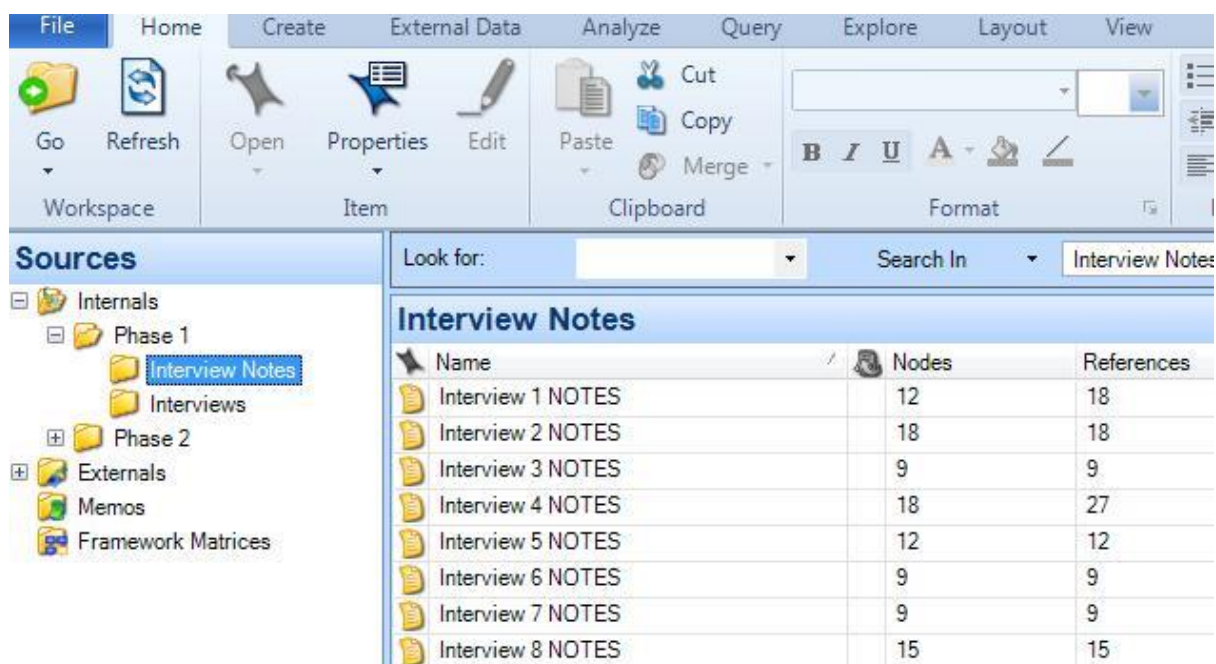 File Home Create External Data Analyze Query Explore Layout View
Cut
Copy
Go Refresh Open Properties Edit Paste Merge
B I U A
Workspace Item Clipboard Format
Sources
Look for: Search In Interview Notes
Internals
Phase 1
Interview Notes
Interviews
Phase 2
Externals
Memos
Framework Matrices
Interview Notes
Name Nodes References
Interview 1 NOTES 12 18
Interview 2 NOTES 18 18
Interview 3 NOTES 9 9
Interview 4 NOTES 18 27
Interview 5 NOTES 12 12
Interview 6 NOTES 9 9
Interview 7 NOTES 9 9
Interview 8 NOTES 15 15